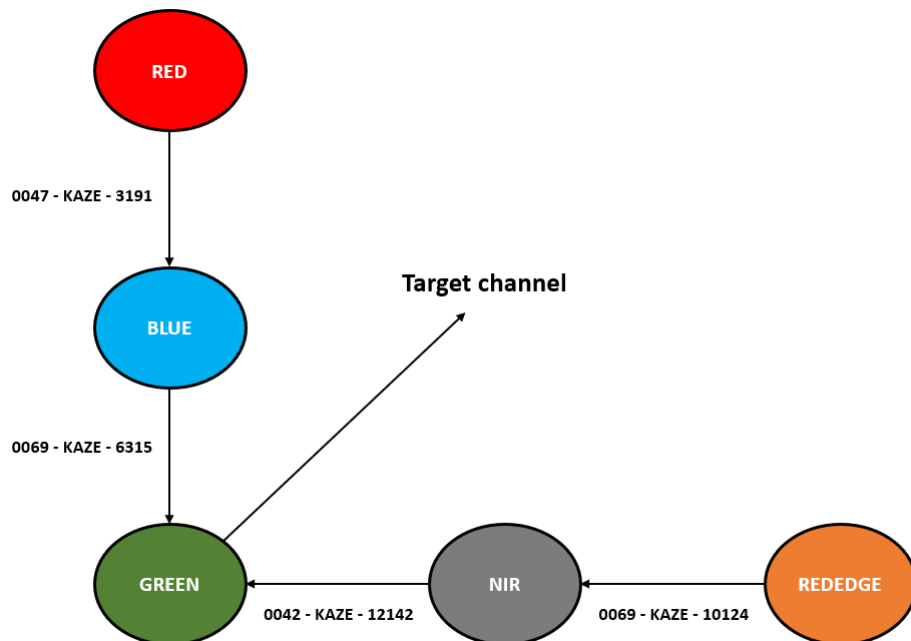 RED
0047 - KAZE - 3191
Target channel
BLUE
0069 - KAZE - 6315
GREEN
NIR
REDEDGE
0042 - KAZE - 12142
0069 - KAZE - 10124